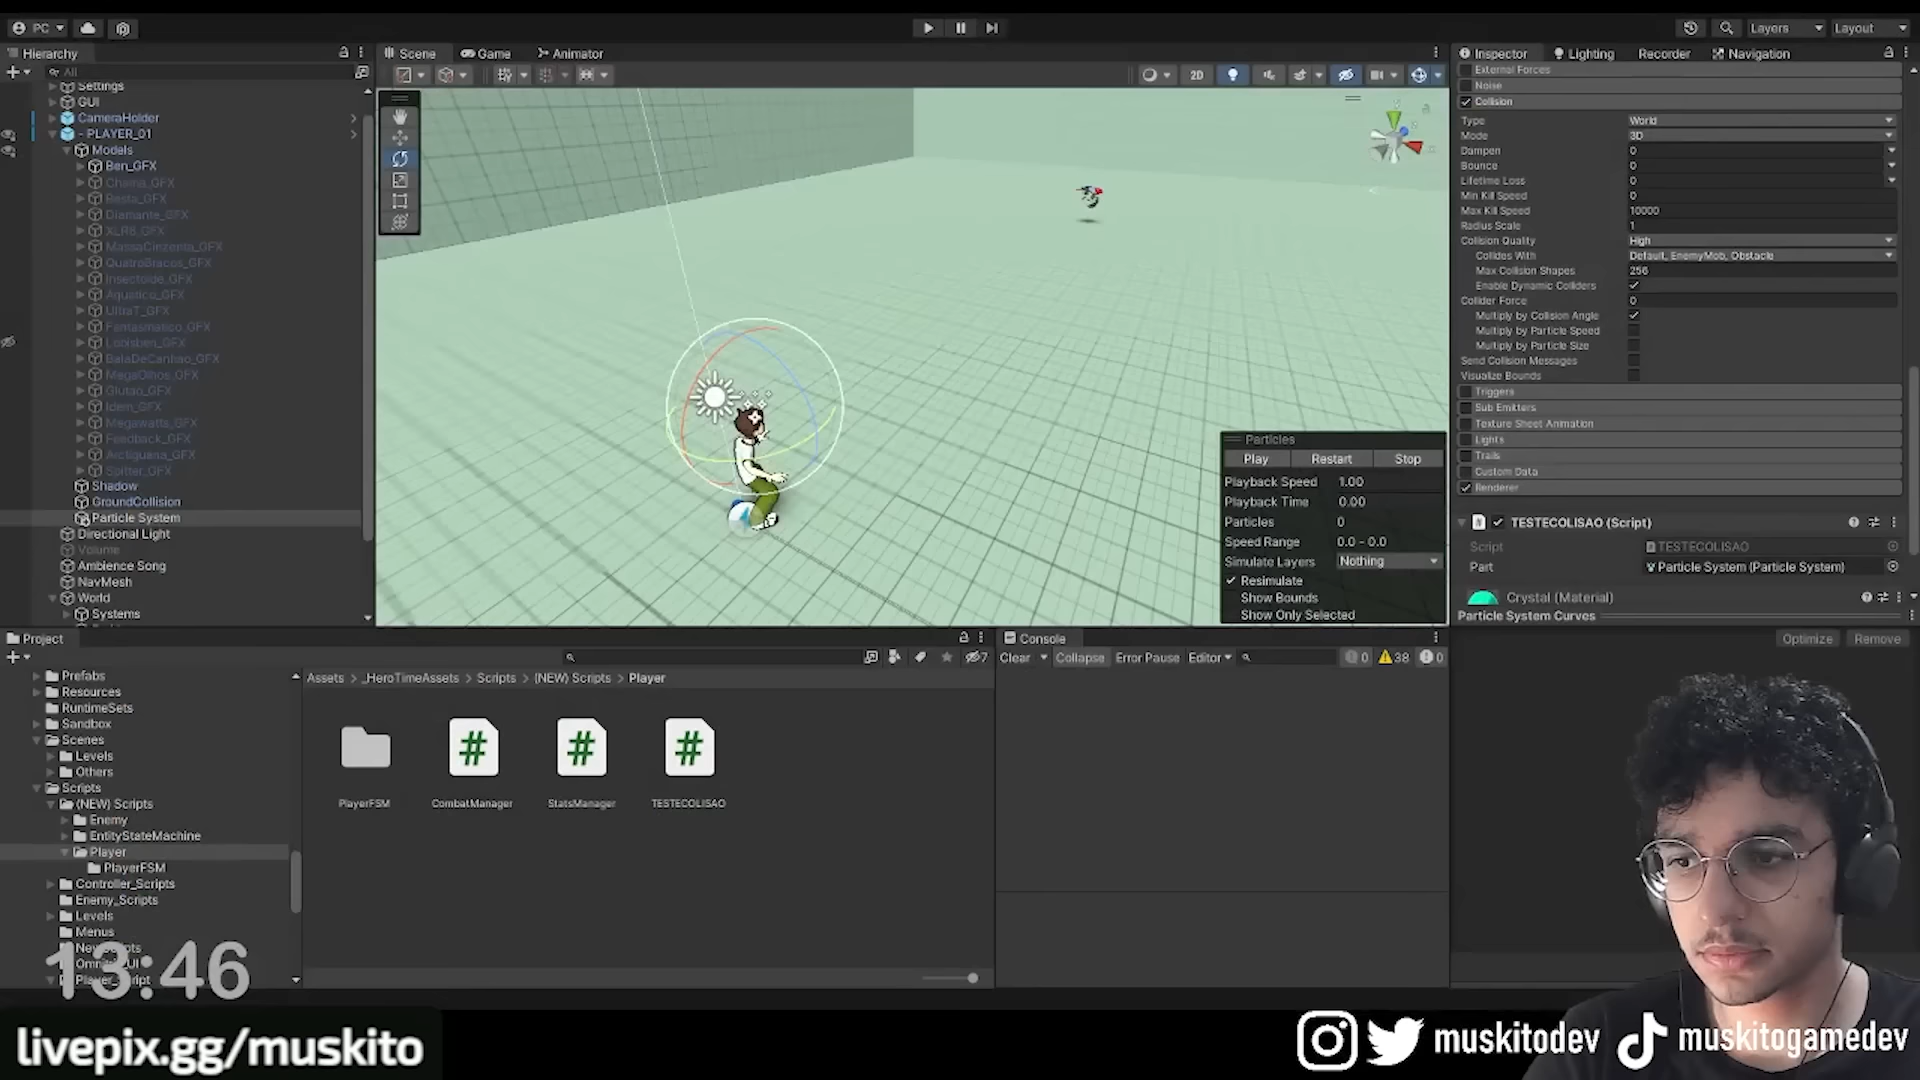 PC
Layers
Layout
Hierarchy
All
Settings
GUI
CameraHolder
- PLAYER_01
Models
Ben_GFX
Chama_GFX
Besta_GFX
Diamante_GFX
XLR8_GFX
MassaCinzenta_GFX
QuatroBracos_GFX
Insectoide_GFX
Aquatico_GFX
UltraT_GFX
Fantasmatico_GFX
Lobisben_GFX
BalaDeCanhao_GFX
MegaOlhos_GFX
Glutao_GFX
Idem_GFX
Megawatts_GFX
Feedback_GFX
Arctiguana_GFX
Spitter_GFX
Shadow
GroundCollision
Particle System
Directional Light
Volume
Ambience Song
NavMesh
World
Systems
Scene
Game
Animator
2D
Particles
Play Restart Stop
Playback Speed 1.00
Playback Time 0.00
Particles 0
Speed Range 0.0 - 0.0
Simulate Layers Nothing
Resimulate
Show Bounds
Show Only Selected
Inspector
Lighting
Recorder
Navigation
External Forces
Noise
Collision
Type World
Mode 3D
Dampen 0
Bounce 0
Lifetime Loss 0
Min Kill Speed 0
Max Kill Speed 10000
Radius Scale 1
Collision Quality High
Collides With Default, EnemyMob, Obstacle
Max Collision Shapes 256
Enable Dynamic Colliders
Collider Force 0
Multiply by Collision Angle
Multiply by Particle Speed
Multiply by Particle Size
Send Collision Messages
Visualize Bounds
Triggers
Sub Emitters
Texture Sheet Animation
Lights
Trails
Custom Data
Renderer
# TESTECOLISAO (Script)
Script TESTECOLISAO
Part Particle System (Particle System)
Crystal (Material)
Particle System Curves
Optimize Remove
Project
7
Prefabs
Resources
RuntimeSets
Sandbox
Scenes
Levels
Others
Scripts
(NEW) Scripts
Enemy
EntityStateMachine
Player
PlayerFSM
Controller_Scripts
Enemy_Scripts
Levels
Menus
Player_Script
Assets > _HeroTimeAssets > Scripts > (NEW) Scripts > Player
# # #
PlayerFSM
CombatManager
StatsManager
TESTECOLISAO
Console
Clear Collapse Error Pause Editor
0 38 0
13:46
livepix.gg/muskito
muskitodev
muskitogamedev